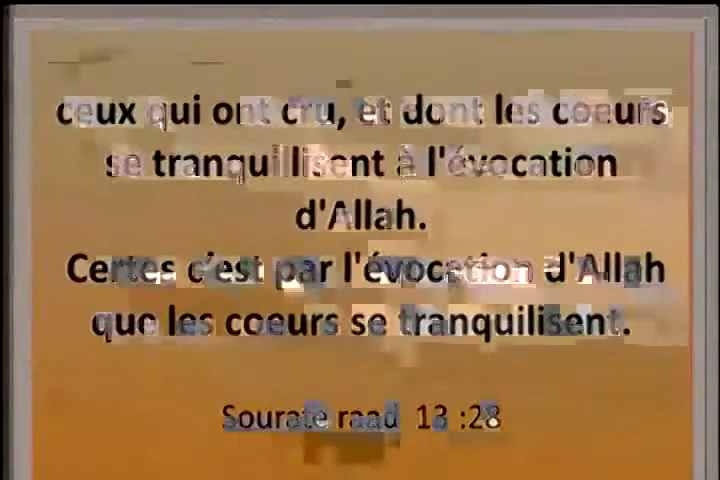 ceux qui ont cru, et dont les coeurs
se tranquillisent à l'évocation
d'Allah.
Certes c'est par l'évocation d'Allah
que les coeurs se tranquilisent.
Sourate raad 13 :28